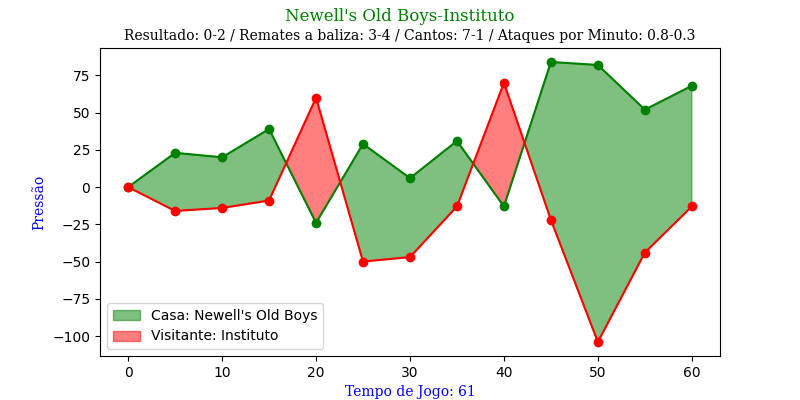 Newell's Old Boys-Instituto
Resultado: 0-2 / Remates a baliza: 3-4 / Cantos: 7-1 / Ataques por Minuto: 0.8-0.3
75
50
25
0
−25
−50
−75
−100
Pressão
Casa: Newell's Old Boys
Visitante: Instituto
0 10 20 30 40 50 60
Tempo de Jogo: 61